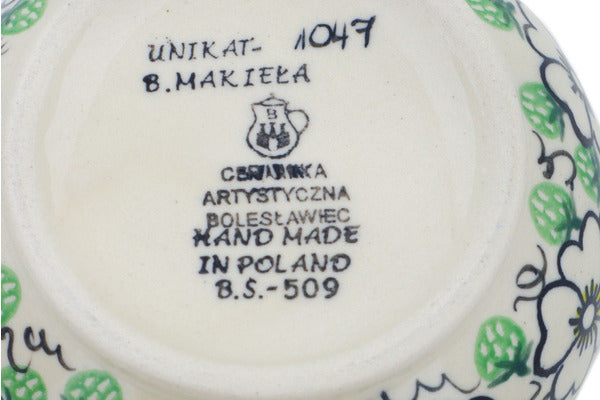 UNIKAT- 1047
B. MAKIEŁA
B
CERAMIKA
ARTYSTYCZNA
BOLESŁAWIEC
HAND MADE
IN POLAND
B.S.-509